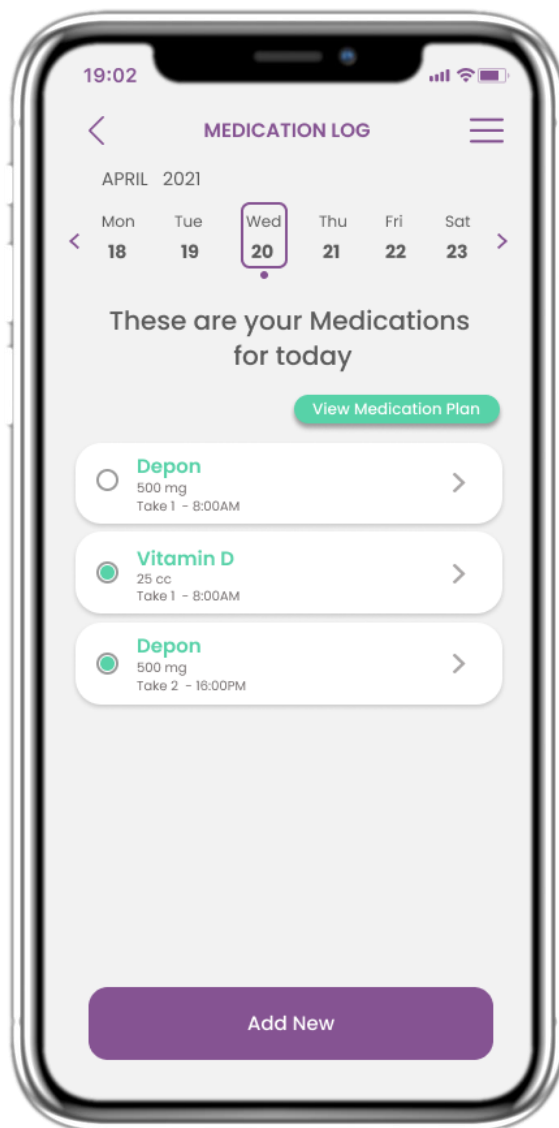 19:02
MEDICATION LOG
APRIL 2021
Mon Tue Wed Thu Fri Sat
18 19 20 21 22 23
These are your Medications
for today
View Medication Plan
Depon
500 mg
Take 1 - 8:00AM
Vitamin D
25 cc
Take 1 - 8:00AM
Depon
500 mg
Take 2 - 16:00PM
Add New